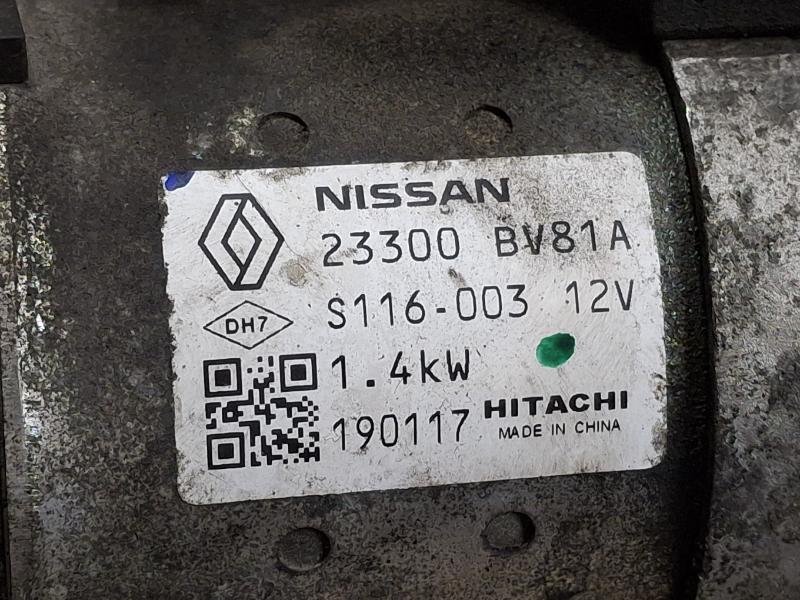 NISSAN
23300 BV81A
DH7
S116-003 12V
1.4kW
190117 HITACHI
MADE IN CHINA